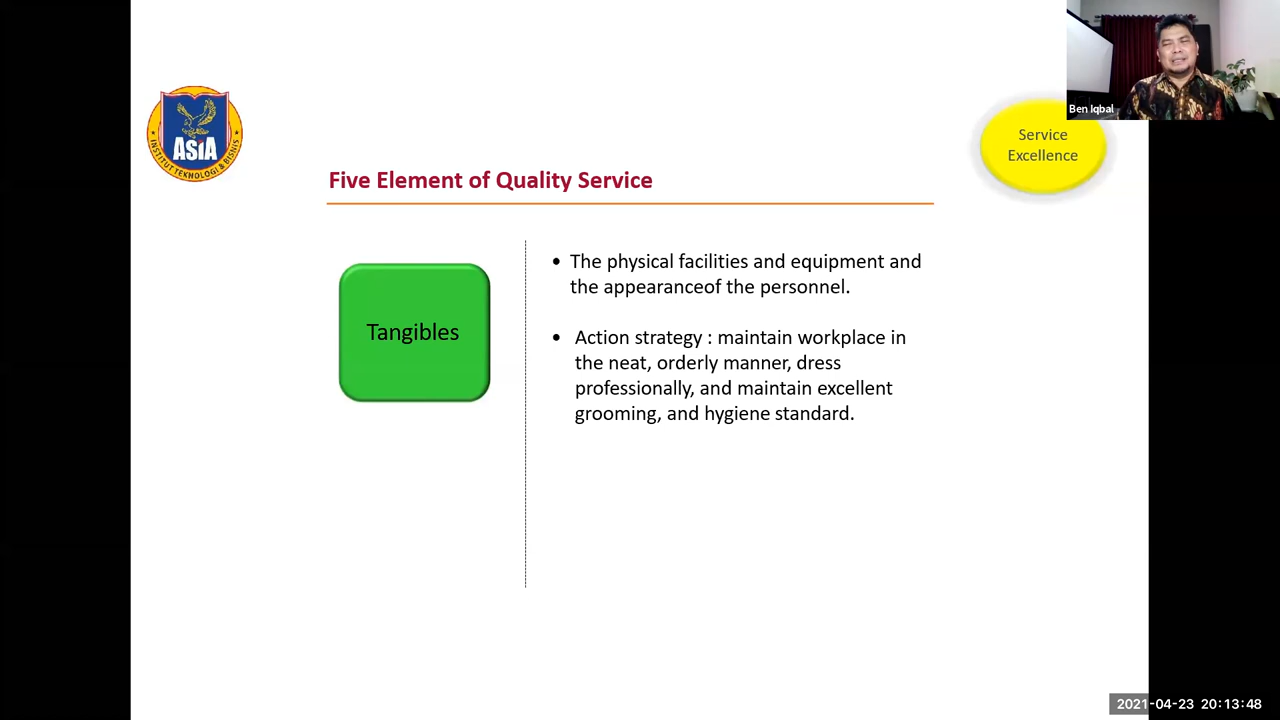 Ben Iqbal
Service
Excellence
ASIA
INSTITUT TEKNOLOGI & BISNIS
Five Element of Quality Service
Tangibles
• The physical facilities and equipment and
the appearanceof the personnel.
• Action strategy : maintain workplace in
the neat, orderly manner, dress
professionally, and maintain excellent
grooming, and hygiene standard.
2021-04-23 20:13:48